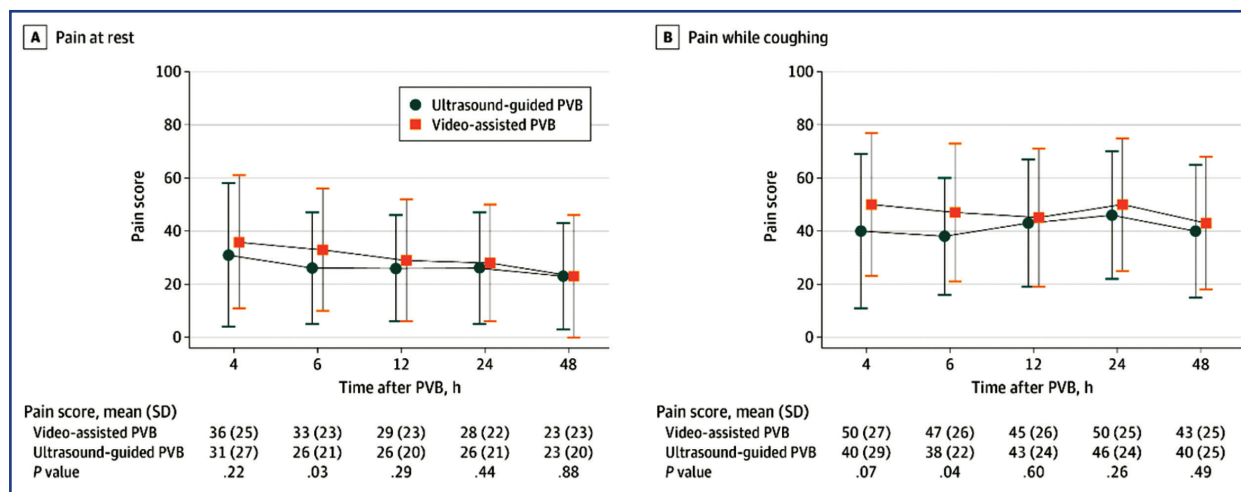 A Pain at rest
100
80
60
40
20
0
Pain score
Ultrasound-guided PVB
Video-assisted PVB
4 6 12 24 48
Time after PVB, h
Pain score, mean (SD)
Video-assisted PVB 36 (25) 33 (23) 29 (23) 28 (22) 23 (23)
Ultrasound-guided PVB 31 (27) 26 (21) 26 (20) 26 (21) 23 (20)
P value .22 .03 .29 .44 .88
B Pain while coughing
100
80
60
40
20
0
Pain score
4 6 12 24 48
Time after PVB, h
Pain score, mean (SD)
Video-assisted PVB 50 (27) 47 (26) 45 (26) 50 (25) 43 (25)
Ultrasound-guided PVB 40 (29) 38 (22) 43 (24) 46 (24) 40 (25)
P value .07 .04 .60 .26 .49